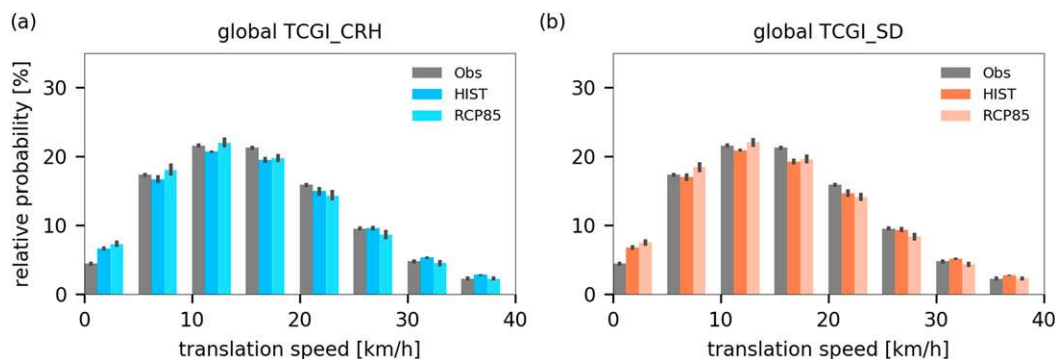 (a)
global TCGI_CRH
relative probability [%]
30
20
10
0
Obs
HIST
RCP85
0 10 20 30 40
translation speed [km/h]
(b)
global TCGI_SD
30
20
10
0
Obs
HIST
RCP85
0 10 20 30 40
translation speed [km/h]